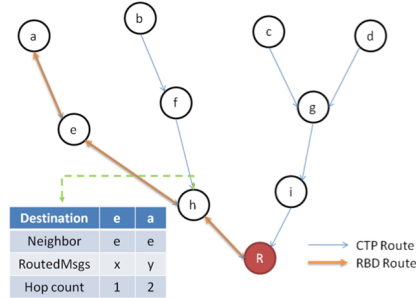 b
c
d
a
f
g
e
i
h
R
Destination e a
Neighbor e e
RoutedMsgs x y
Hop count 1 2
CTP Route
RBD Route